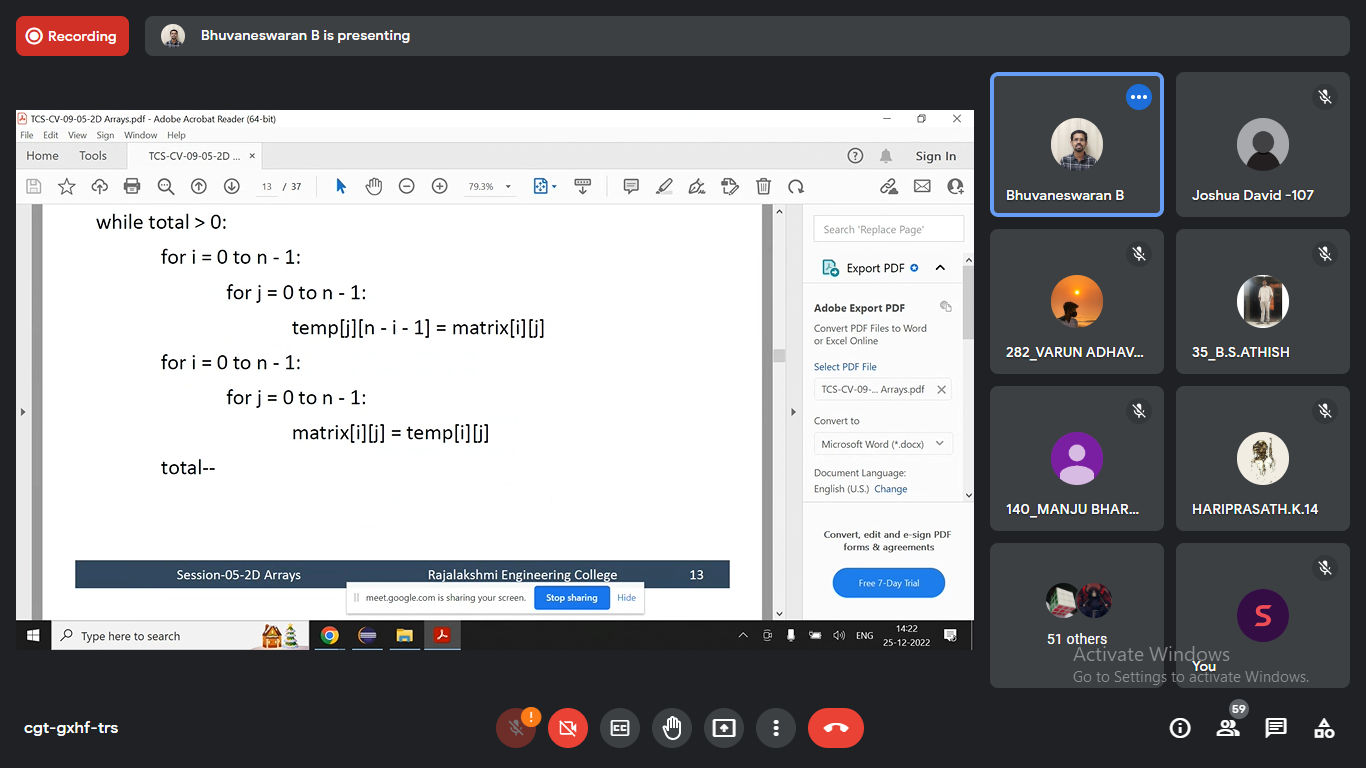 Recording
Bhuvaneswaran B is presenting
TCS-CV-09-05-2D Arrays.pdf - Adobe Acrobat Reader (64-bit)
File Edit View Sign Window Help
Home Tools TCS-CV-09-05-2D ... × Sign In
13 / 37 79.3%
while total > 0:
for i = 0 to n - 1:
for j = 0 to n - 1:
temp[j][n - i - 1] = matrix[i][j]
for i = 0 to n - 1:
for j = 0 to n - 1:
matrix[i][j] = temp[i][j]
total--
Session-05-2D Arrays Rajalakshmi Engineering College 13
Search 'Replace Page'
Export PDF
Adobe Export PDF
Convert PDF Files to Word
or Excel Online
Select PDF File
TCS-CV-09-... Arrays.pdf
Convert to
Microsoft Word (*.docx)
Document Language:
English (U.S.) Change
Convert, edit and e-sign PDF
forms & agreements
Free 7-Day Trial
meet.google.com is sharing your screen. Stop sharing Hide
Type here to search
ENG
14:22
25-12-2022
Bhuvaneswaran B
Joshua David -107
282_VARUN ADHAV...
35_B.S.ATHISH
140_MANJU BHAR...
HARIPRASATH.K.14
51 others
S
You
Activate Windows
Go to Settings to activate Windows.
cgt-gxhf-trs
59